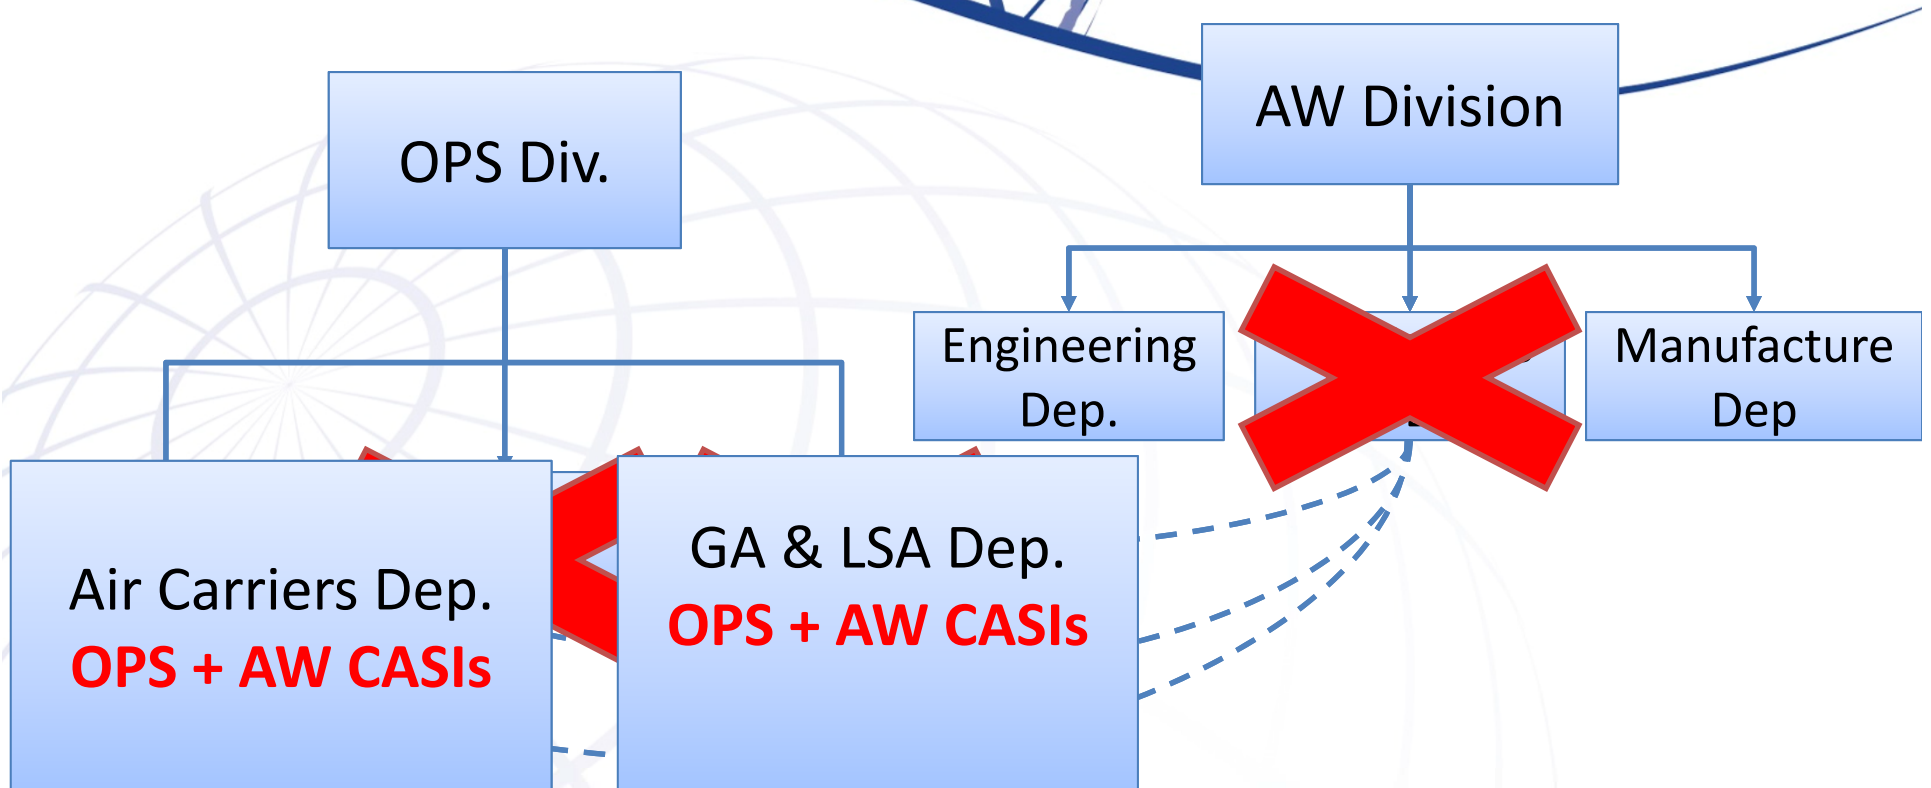 AW Division
OPS Div.
Engineering
Dep.
Manufacture
Dep
GA & LSA Dep.
OPS + AW CASIs
Air Carriers Dep.
OPS + AW CASIs